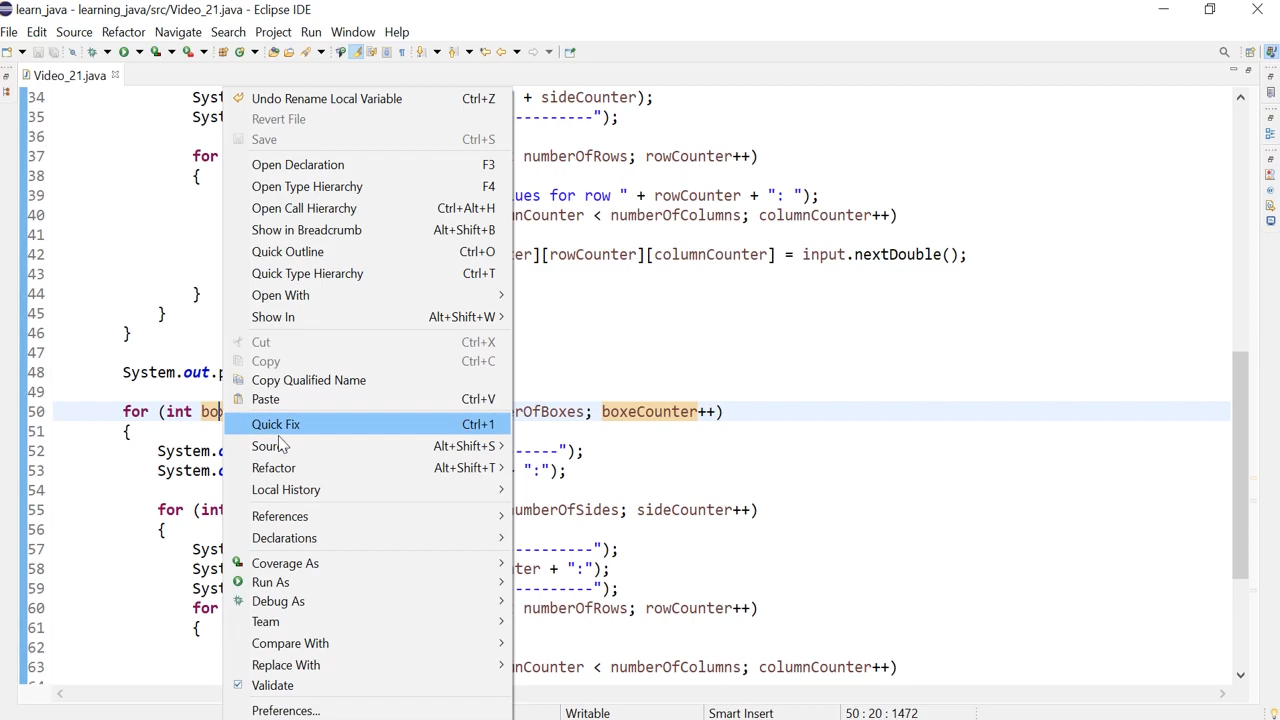 learn_java - learning_java/src/Video_21.java - Eclipse IDE
File Edit Source Refactor Navigate Search Project Run Window Help
Video_21.java
34 Syst + sideCounter);
35 Syst ---------");
36
37 for numberOfRows; rowCounter++)
38 {
39 ues for row " + rowCounter + ": ");
40 nCounter < numberOfColumns; columnCounter++)
41
42 er][rowCounter][columnCounter] = input.nextDouble();
43
44 }
45 }
46 }
47
48 System.out.p
49
50 for (int bo erOfBoxes; boxeCounter++)
51 {
52 System.o -----");
53 System.o ":");
54
55 for (int umberOfSides; sideCounter++)
56 {
57 Syst ---------");
58 Syst ter + ":");
59 Syst ---------");
60 for numberOfRows; rowCounter++)
61 {
62
63 nCounter < numberOfColumns; columnCounter++)
Undo Rename Local Variable Ctrl+Z
Revert File
Save Ctrl+S
Open Declaration F3
Open Type Hierarchy F4
Open Call Hierarchy Ctrl+Alt+H
Show in Breadcrumb Alt+Shift+B
Quick Outline Ctrl+O
Quick Type Hierarchy Ctrl+T
Open With
Show In Alt+Shift+W
Cut Ctrl+X
Copy Ctrl+C
Copy Qualified Name
Paste Ctrl+V
Quick Fix Ctrl+1
Source Alt+Shift+S
Refactor Alt+Shift+T
Local History
References
Declarations
Coverage As
Run As
Debug As
Team
Compare With
Replace With
Validate
Preferences...
Writable Smart Insert 50 : 20 : 1472